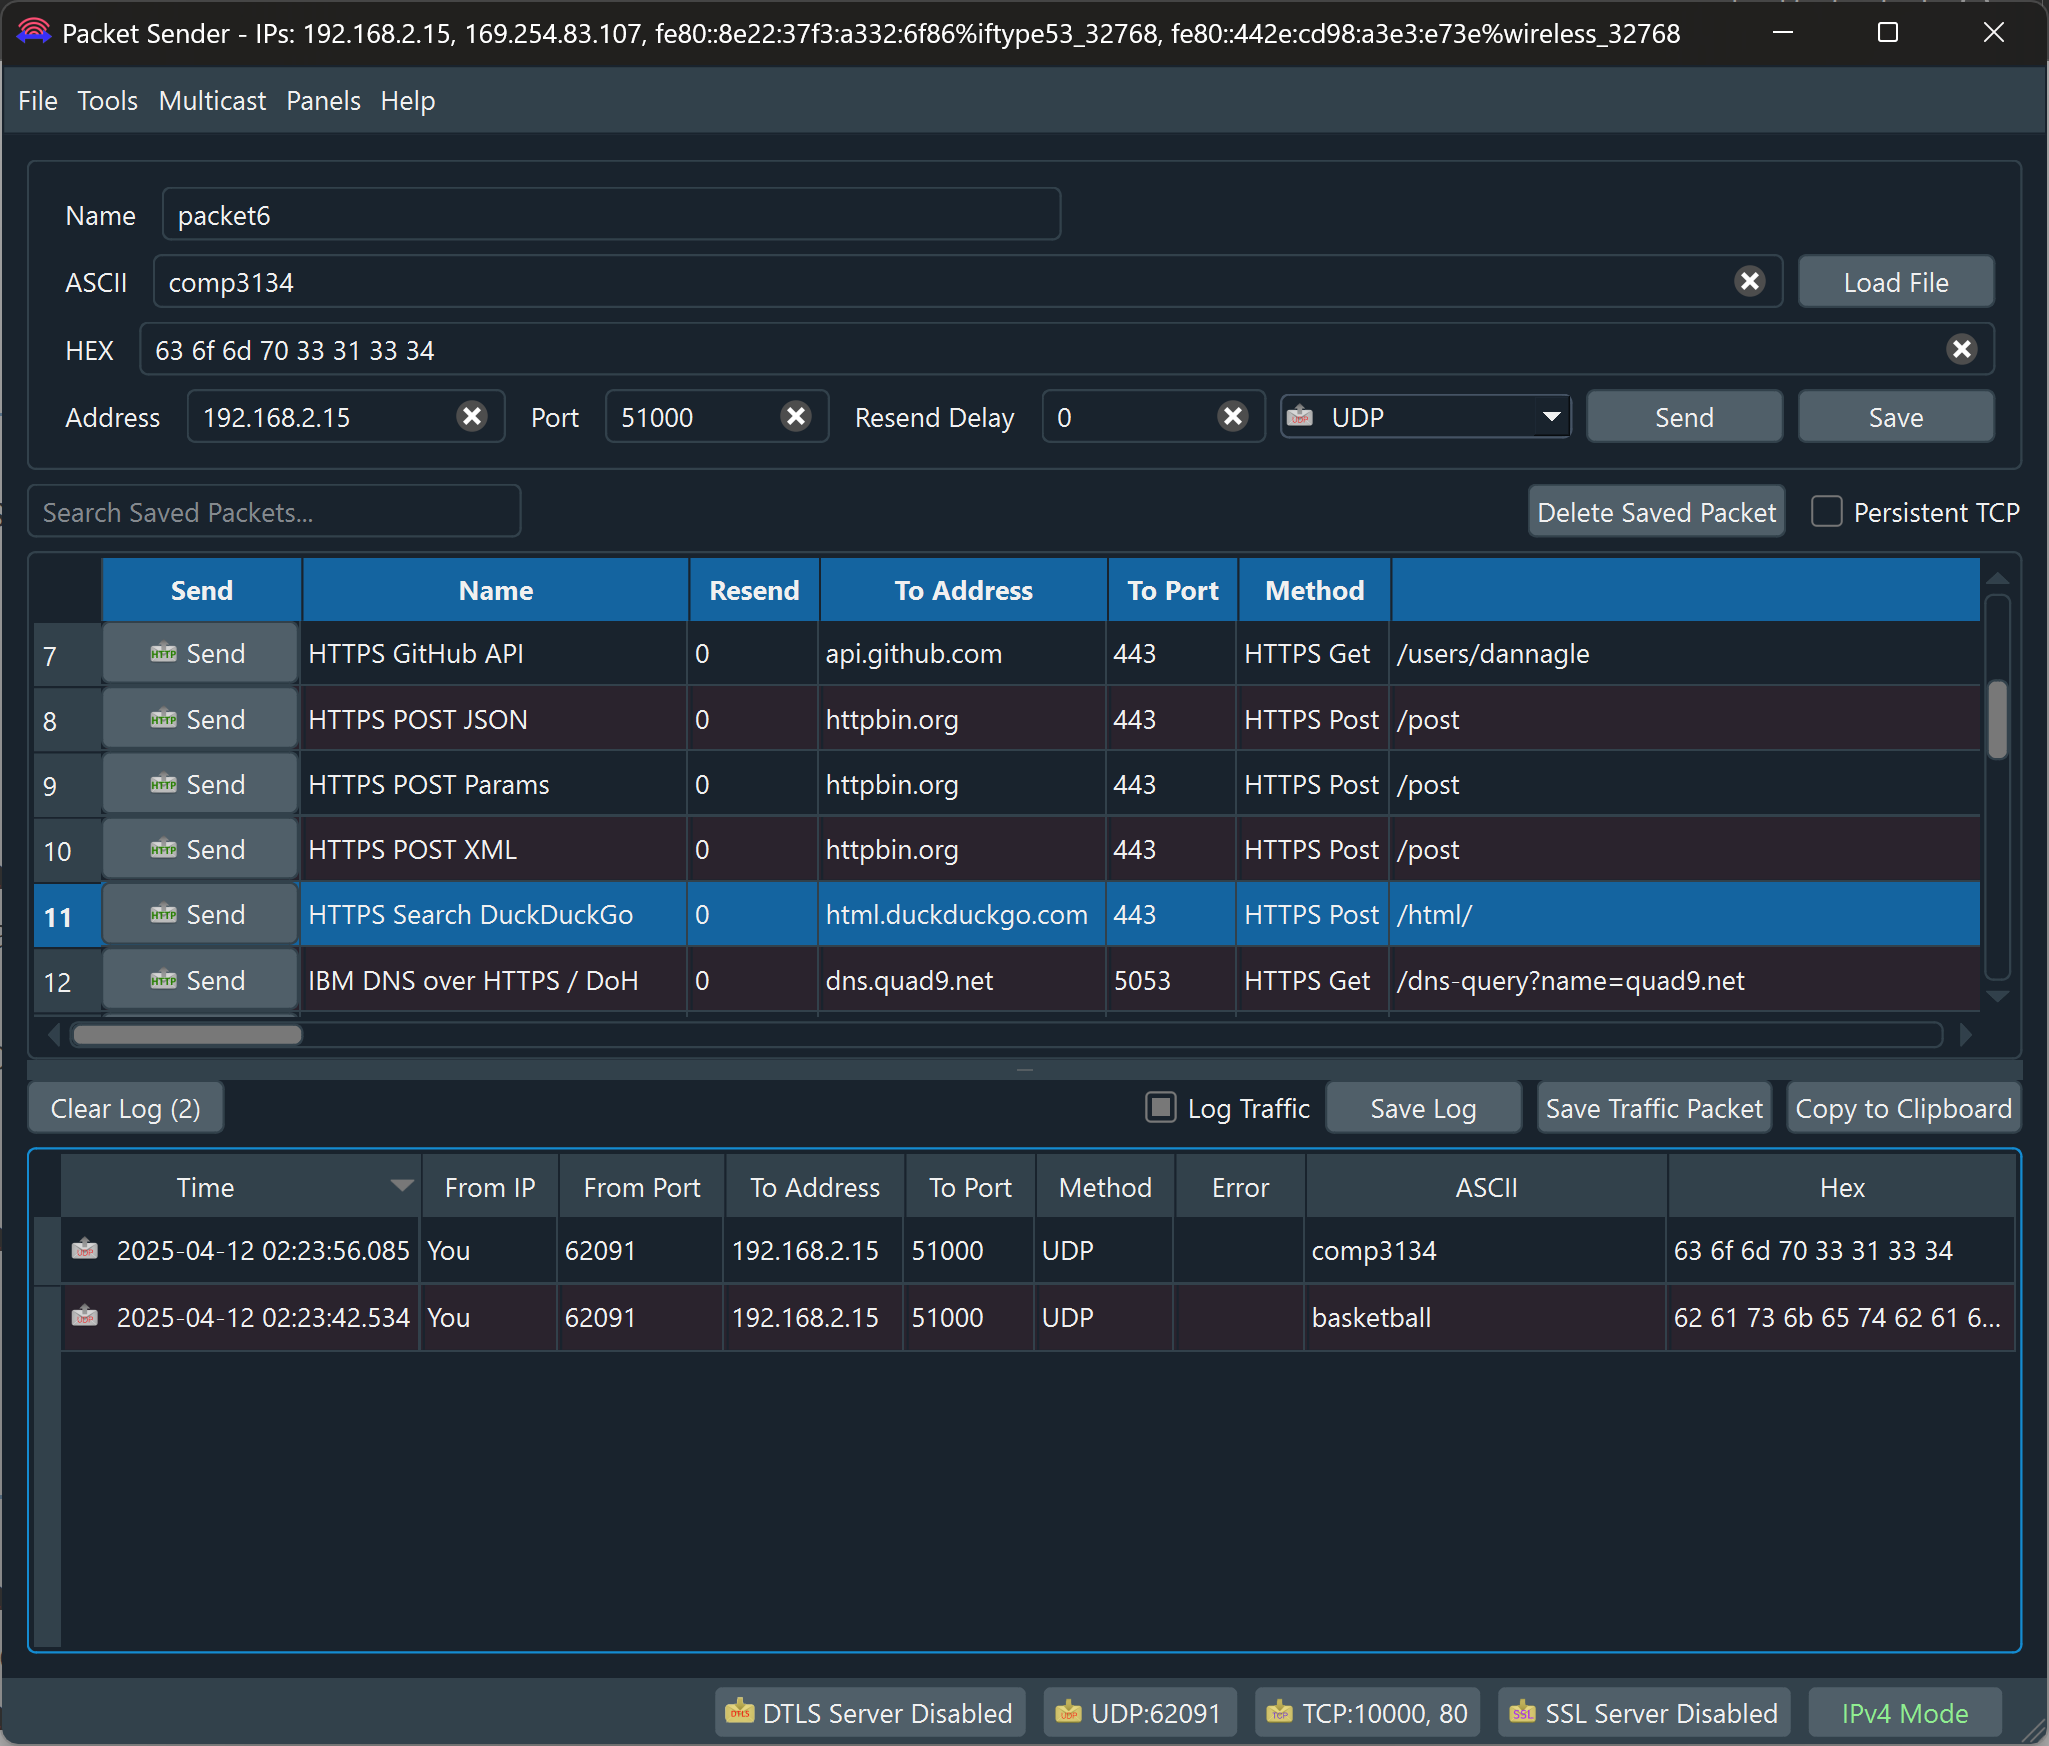 Packet Sender - IPs: 192.168.2.15, 169.254.83.107, fe80::8e22:37f3:a332:6f86%iftype53_32768, fe80::442e:cd98:a3e3:e73e%wireless_32768
File Tools Multicast Panels Help
Name packet6
ASCII comp3134 Load File
HEX 63 6f 6d 70 33 31 33 34
Address 192.168.2.15 Port 51000 Resend Delay 0 UDP Send Save
Search Saved Packets... Delete Saved Packet Persistent TCP
Send Name Resend To Address To Port Method
7 HTTP Send HTTPS GitHub API 0 api.github.com 443 HTTPS Get /users/dannagle
8 HTTP Send HTTPS POST JSON 0 httpbin.org 443 HTTPS Post /post
9 HTTP Send HTTPS POST Params 0 httpbin.org 443 HTTPS Post /post
10 HTTP Send HTTPS POST XML 0 httpbin.org 443 HTTPS Post /post
11 HTTP Send HTTPS Search DuckDuckGo 0 html.duckduckgo.com 443 HTTPS Post /html/
12 HTTP Send IBM DNS over HTTPS / DoH 0 dns.quad9.net 5053 HTTPS Get /dns-query?name=quad9.net
Clear Log (2) Log Traffic Save Log Save Traffic Packet Copy to Clipboard
Time From IP From Port To Address To Port Method Error ASCII Hex
UDP 2025-04-12 02:23:56.085 You 62091 192.168.2.15 51000 UDP comp3134 63 6f 6d 70 33 31 33 34
UDP 2025-04-12 02:23:42.534 You 62091 192.168.2.15 51000 UDP basketball 62 61 73 6b 65 74 62 61 6...
DTLS DTLS Server Disabled UDP UDP:62091 TCP TCP:10000, 80 SSL SSL Server Disabled IPv4 Mode